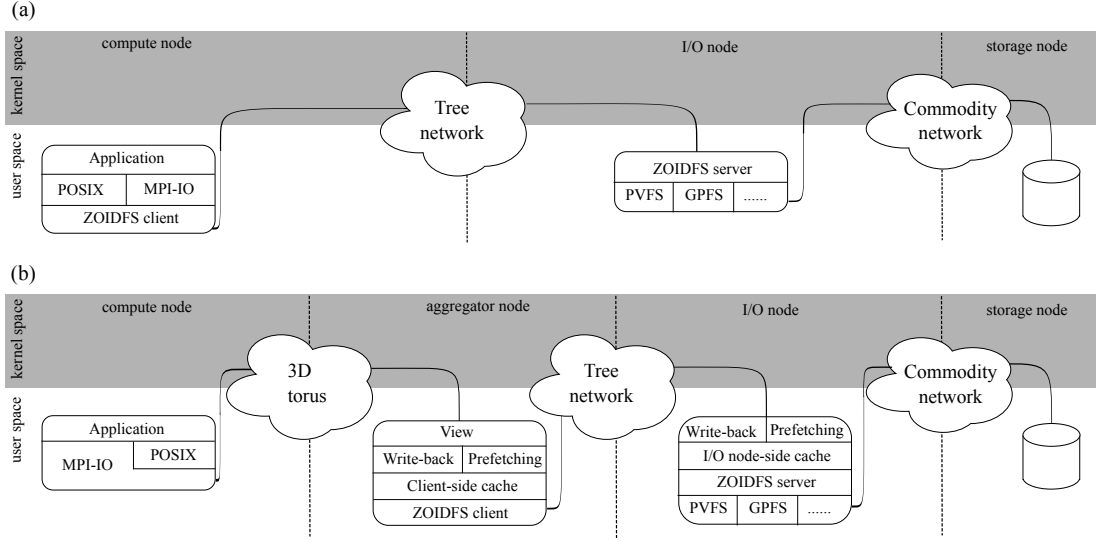 (a)
compute node
I/O node
storage node
kernel space
user space
Tree
network
Commodity
network
Application
POSIX
MPI-IO
ZOIDFS client
ZOIDFS server
PVFS
GPFS
......
(b)
compute node
aggregator node
I/O node
storage node
kernel space
user space
3D
torus
Tree
network
Commodity
network
Application
MPI-IO
POSIX
View
Write-back
Prefetching
Client-side cache
ZOIDFS client
Write-back
Prefetching
I/O node-side cache
ZOIDFS server
PVFS
GPFS
......